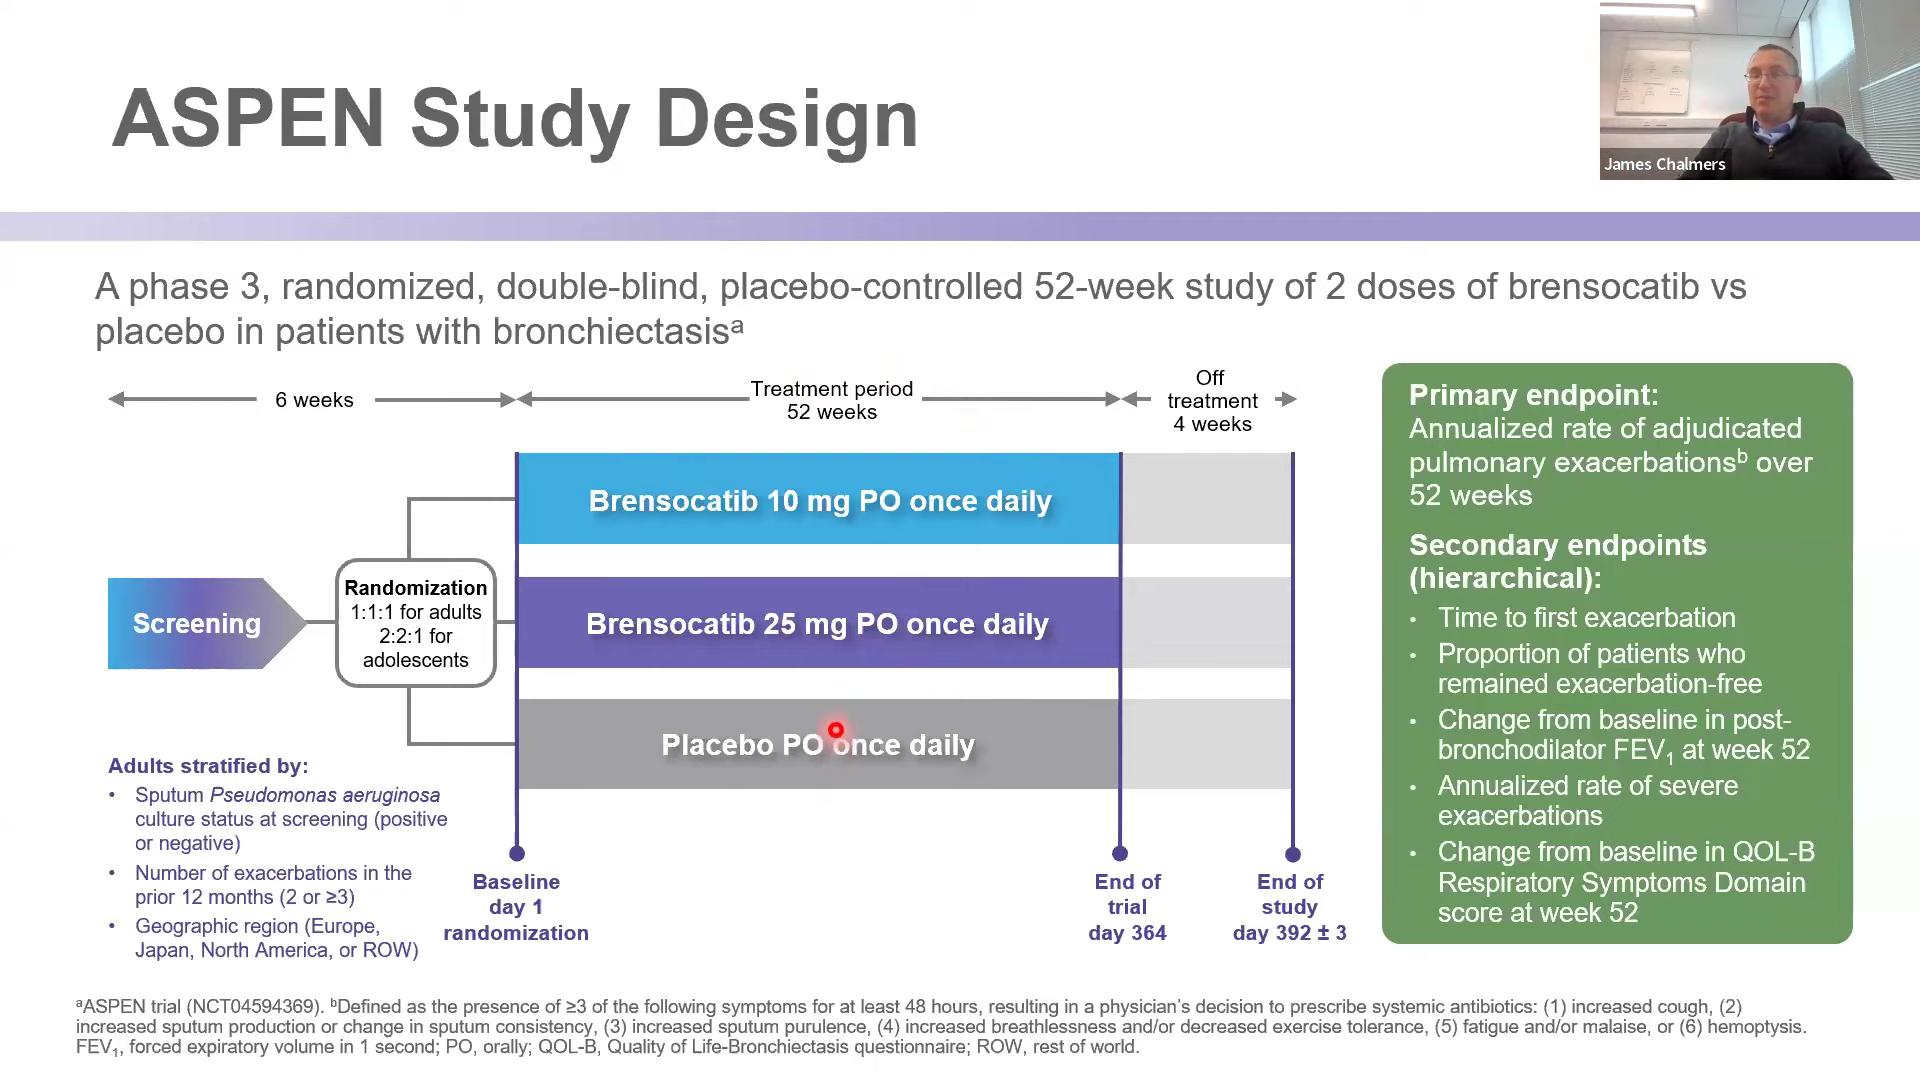 ASPEN Study Design
James Chalmers
A phase 3, randomized, double-blind, placebo-controlled 52-week study of 2 doses of brensocatib vs
placebo in patients with bronchiectasisᵃ
6 weeks
Treatment period
52 weeks
Off
treatment
4 weeks
Brensocatib 10 mg PO once daily
Screening
Randomization
1:1:1 for adults
2:2:1 for
adolescents
Brensocatib 25 mg PO once daily
Placebo PO once daily
Adults stratified by:
• Sputum Pseudomonas aeruginosa
culture status at screening (positive
or negative)
• Number of exacerbations in the
prior 12 months (2 or ≥3)
• Geographic region (Europe,
Japan, North America, or ROW)
Baseline
day 1
randomization
End of
trial
day 364
End of
study
day 392 ± 3
Primary endpoint:
Annualized rate of adjudicated
pulmonary exacerbationsᵇ over
52 weeks
Secondary endpoints
(hierarchical):
• Time to first exacerbation
• Proportion of patients who
remained exacerbation-free
• Change from baseline in post-
bronchodilator FEV₁ at week 52
• Annualized rate of severe
exacerbations
• Change from baseline in QOL-B
Respiratory Symptoms Domain
score at week 52
ᵃASPEN trial (NCT04594369). ᵇDefined as the presence of ≥3 of the following symptoms for at least 48 hours, resulting in a physician's decision to prescribe systemic antibiotics: (1) increased cough, (2)
increased sputum production or change in sputum consistency, (3) increased sputum purulence, (4) increased breathlessness and/or decreased exercise tolerance, (5) fatigue and/or malaise, or (6) hemoptysis.
FEV₁, forced expiratory volume in 1 second; PO, orally; QOL-B, Quality of Life-Bronchiectasis questionnaire; ROW, rest of world.